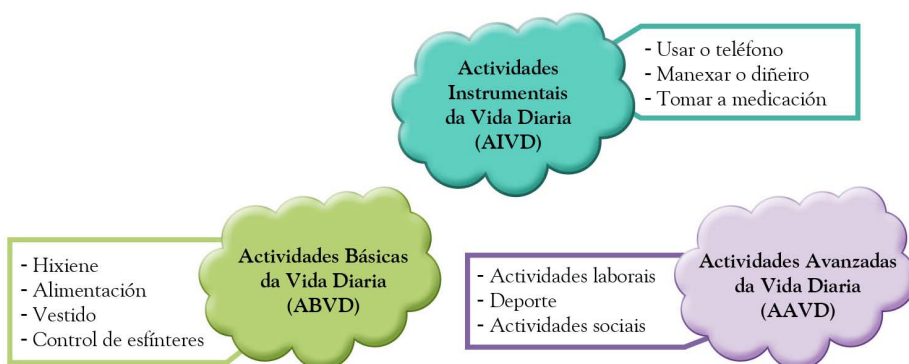 Actividades
Instrumentais
da Vida Diaria
(AIVD)
- Usar o teléfono
- Manexar o diñeiro
- Tomar a medicación
- Hixiene
- Alimentación
- Vestido
- Control de esfínteres
Actividades Básicas
da Vida Diaria
(ABVD)
- Actividades laborais
- Deporte
- Actividades sociais
Actividades Avanzadas
da Vida Diaria
(AAVD)